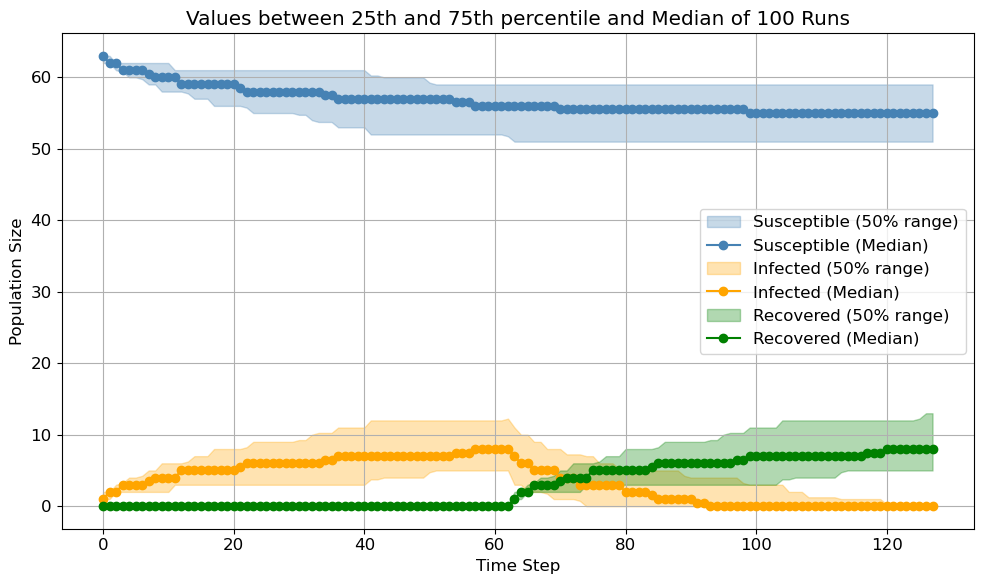 Values between 25th and 75th percentile and Median of 100 Runs
Population Size
60
50
40
30
20
10
0
Susceptible (50% range)
Susceptible (Median)
Infected (50% range)
Infected (Median)
Recovered (50% range)
Recovered (Median)
0 20 40 60 80 100 120
Time Step